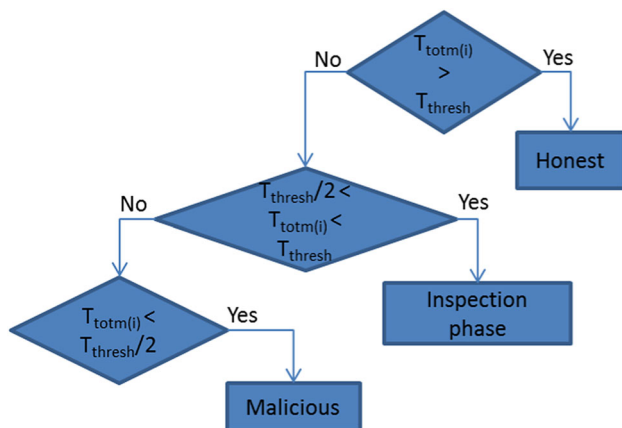 T_totm(i)
>
T_thresh
No
Yes
Honest
T_thresh/2 <
T_totm(i) <
T_thresh
No
Yes
Inspection
phase
T_totm(i) <
T_thresh/2
Yes
Malicious